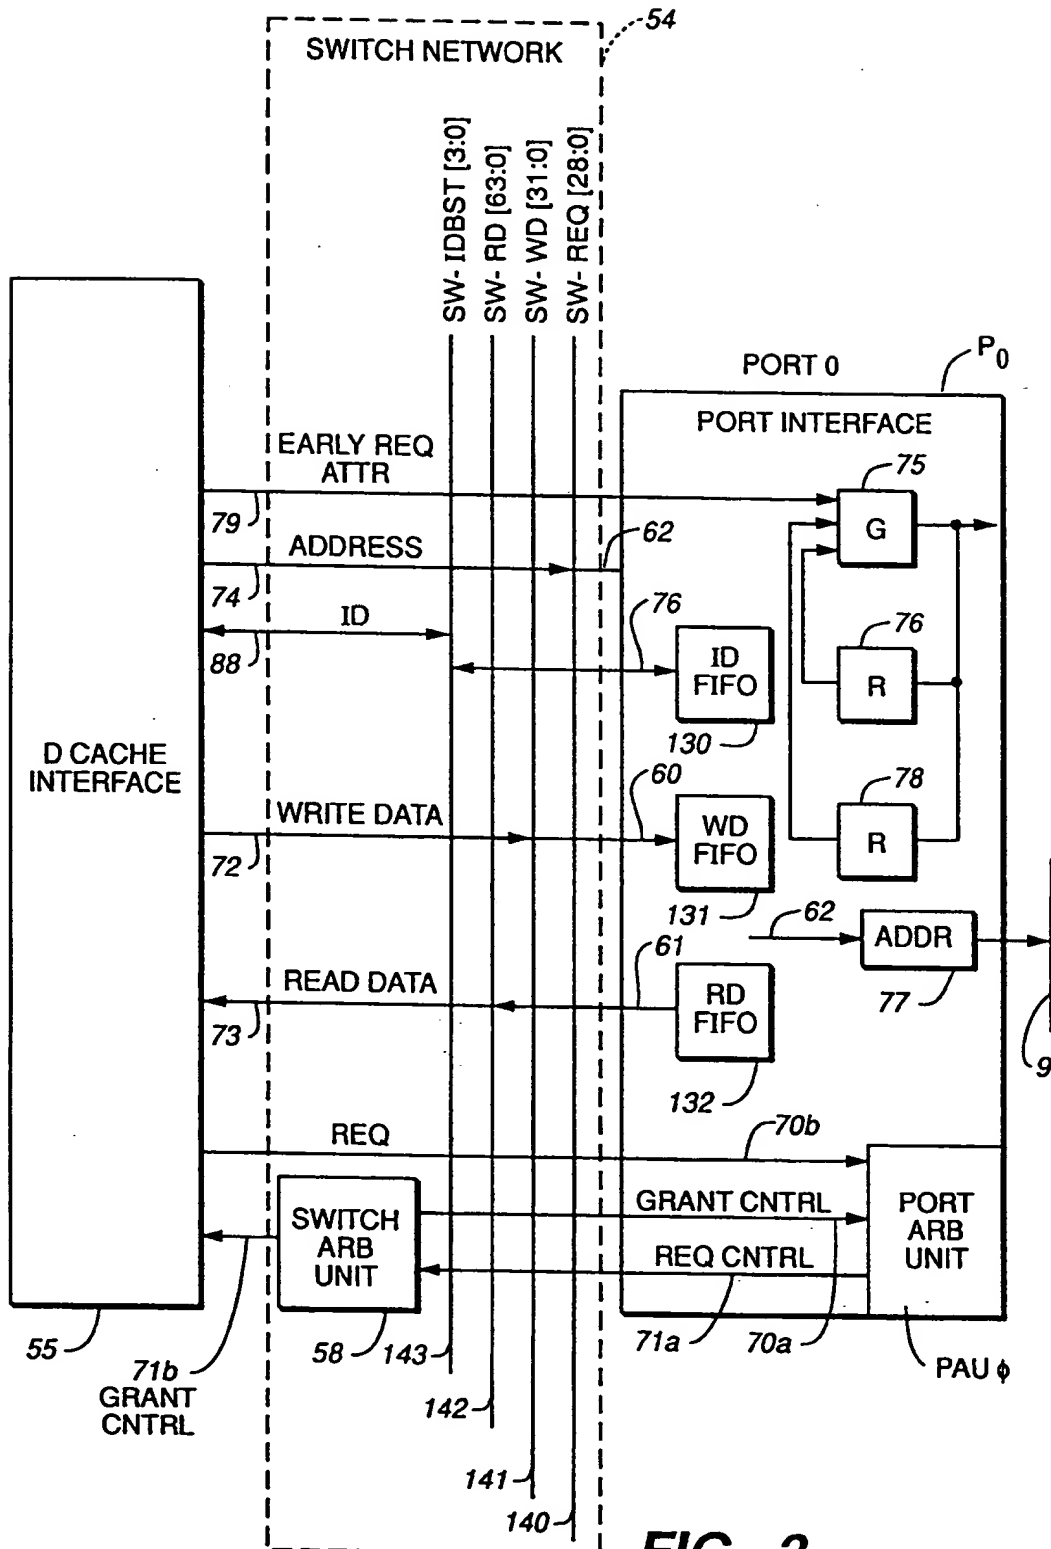 54
SWITCH NETWORK
SW- IDBST [3:0]
SW- RD [63:0]
SW- WD [31:0]
SW- REQ [28:0]
PORT 0
P0
PORT INTERFACE
EARLY REQ
ATTR
79
75
G
ADDRESS
74
62
ID
88
76
ID
FIFO
130
76
R
D CACHE
INTERFACE
WRITE DATA
72
60
WD
FIFO
131
78
R
62
ADDR
77
READ DATA
73
61
RD
FIFO
132
9
REQ
70b
SWITCH
ARB
UNIT
GRANT CNTRL
REQ CNTRL
PORT
ARB
UNIT
55
71b
GRANT
CNTRL
58
143
71a
70a
PAU ϕ
142
141
140